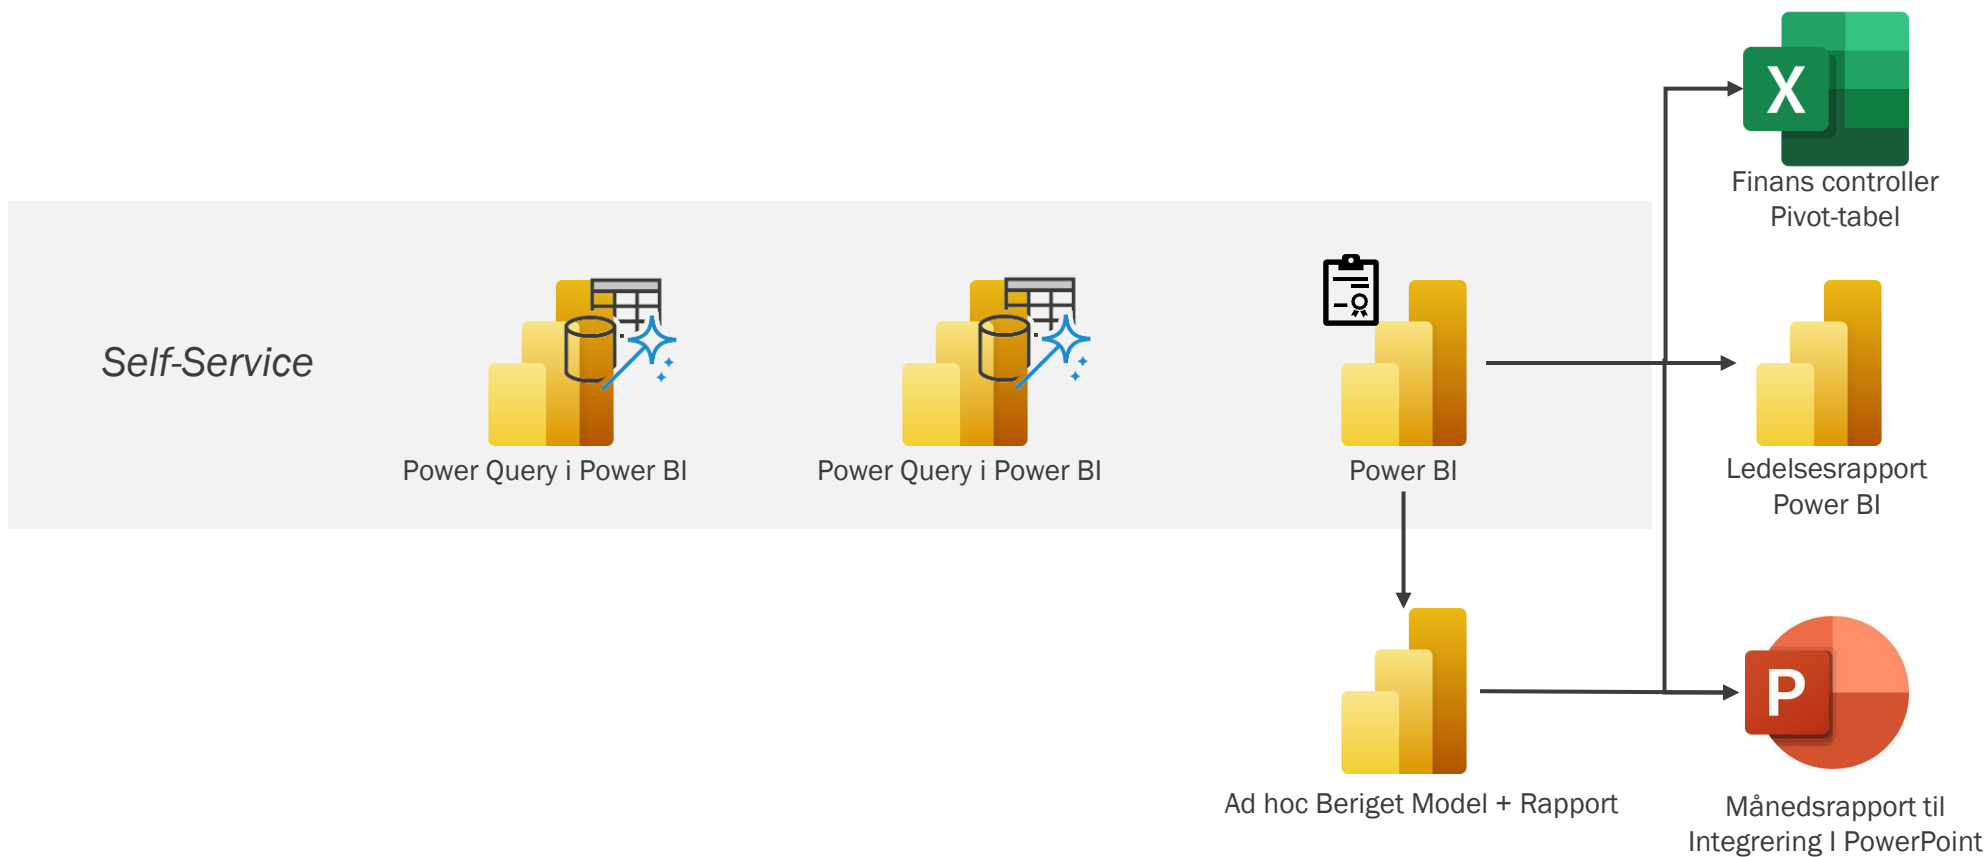 X
Finans controller
Pivot-tabel
Self-Service
Power Query i Power BI
Power Query i Power BI
Power BI
Ledelsesrapport
Power BI
P
Ad hoc Beriget Model + Rapport
Månedsrapport til
Integrering I PowerPoint